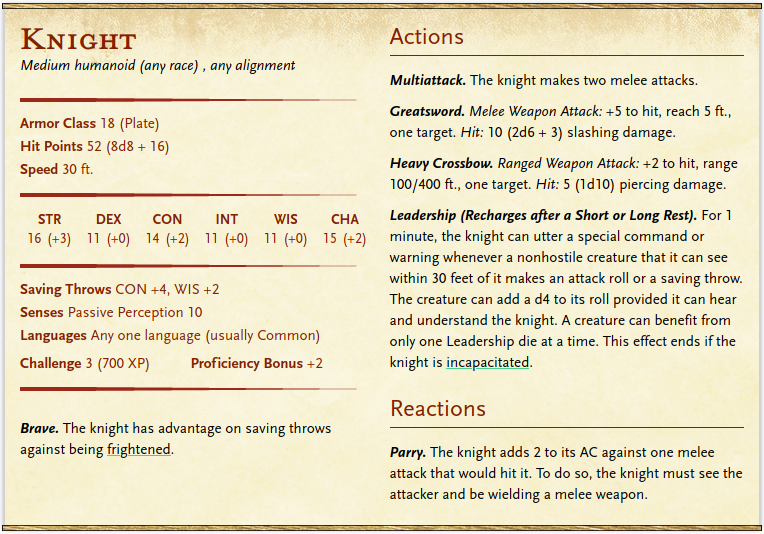 Knight
Medium humanoid (any race) , any alignment
Armor Class 18 (Plate)
Hit Points 52 (8d8 + 16)
Speed 30 ft.
STR DEX CON INT WIS CHA
16 (+3) 11 (+0) 14 (+2) 11 (+0) 11 (+0) 15 (+2)
Saving Throws CON +4, WIS +2
Senses Passive Perception 10
Languages Any one language (usually Common)
Challenge 3 (700 XP) Proficiency Bonus +2
Brave. The knight has advantage on saving throws
against being frightened.
Actions
Multiattack. The knight makes two melee attacks.
Greatsword. Melee Weapon Attack: +5 to hit, reach 5 ft.,
one target. Hit: 10 (2d6 + 3) slashing damage.
Heavy Crossbow. Ranged Weapon Attack: +2 to hit, range
100/400 ft., one target. Hit: 5 (1d10) piercing damage.
Leadership (Recharges after a Short or Long Rest). For 1
minute, the knight can utter a special command or
warning whenever a nonhostile creature that it can see
within 30 feet of it makes an attack roll or a saving throw.
The creature can add a d4 to its roll provided it can hear
and understand the knight. A creature can benefit from
only one Leadership die at a time. This effect ends if the
knight is incapacitated.
Reactions
Parry. The knight adds 2 to its AC against one melee
attack that would hit it. To do so, the knight must see the
attacker and be wielding a melee weapon.